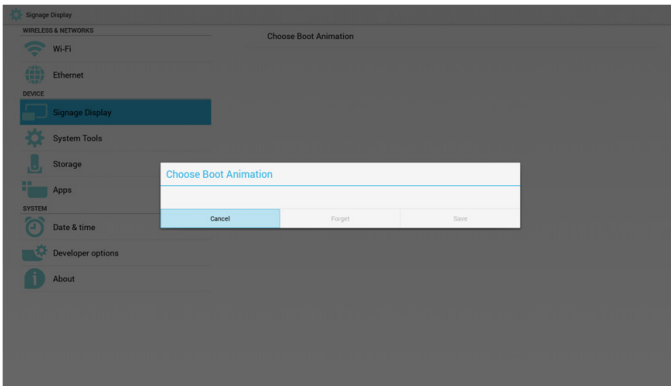 Signage Display
WIRELESS & NETWORKS
Choose Boot Animation
Wi-Fi
Ethernet
DEVICE
Signage Display
System Tools
Storage
Choose Boot Animation
Apps
SYSTEM
Cancel Forget Save
Date & time
Developer options
About